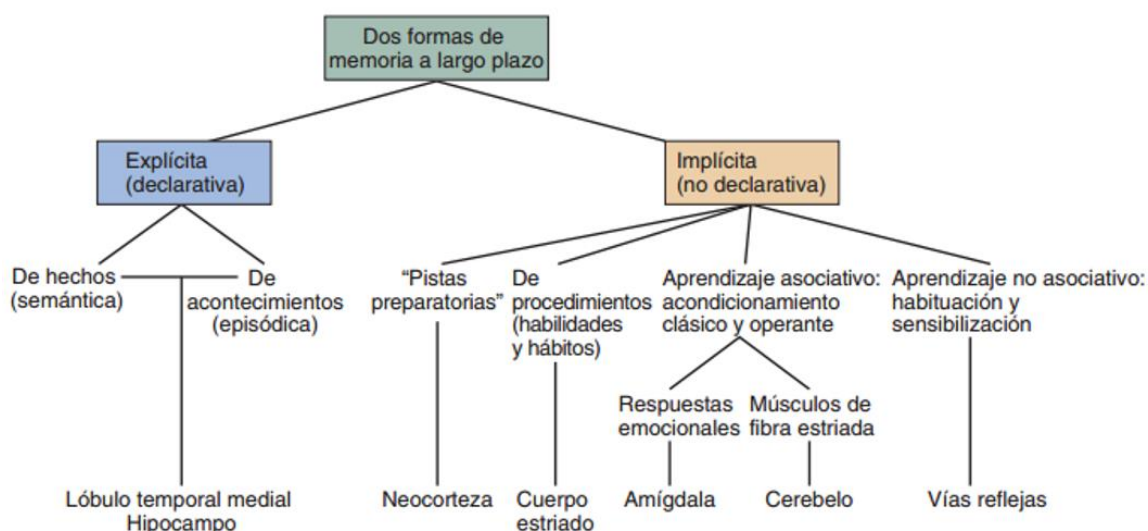 Dos formas de
memoria a largo plazo
Explícita
(declarativa)
Implícita
(no declarativa)
De hechos
(semántica)
De
acontecimientos
(episódica)
“Pistas
preparatorias”
De
procedimientos
(habilidades
y hábitos)
Aprendizaje asociativo:
acondicionamiento
clásico y operante
Aprendizaje no asociativo:
habituación y
sensibilización
Respuestas
emocionales
Músculos de
fibra estriada
Lóbulo temporal medial
Hipocampo
Neocorteza
Cuerpo
estriado
Amígdala
Cerebelo
Vías reflejas